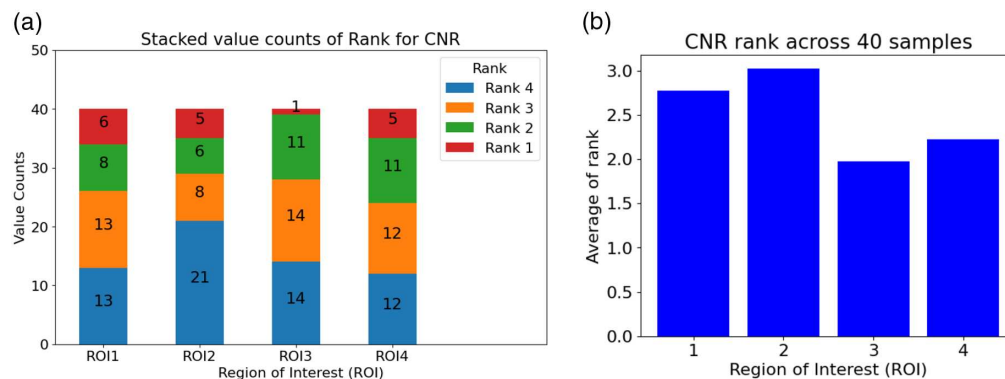 (a)
Stacked value counts of Rank for CNR
50
40
30
20
10
0
Value Counts
6
8
13
13
5
6
8
21
1
11
14
14
5
11
12
12
Rank
Rank 4
Rank 3
Rank 2
Rank 1
ROI1 ROI2 ROI3 ROI4
Region of Interest (ROI)
(b)
CNR rank across 40 samples
3.0
2.5
2.0
1.5
1.0
0.5
0.0
Average of rank
1 2 3 4
Region of Interest (ROI)